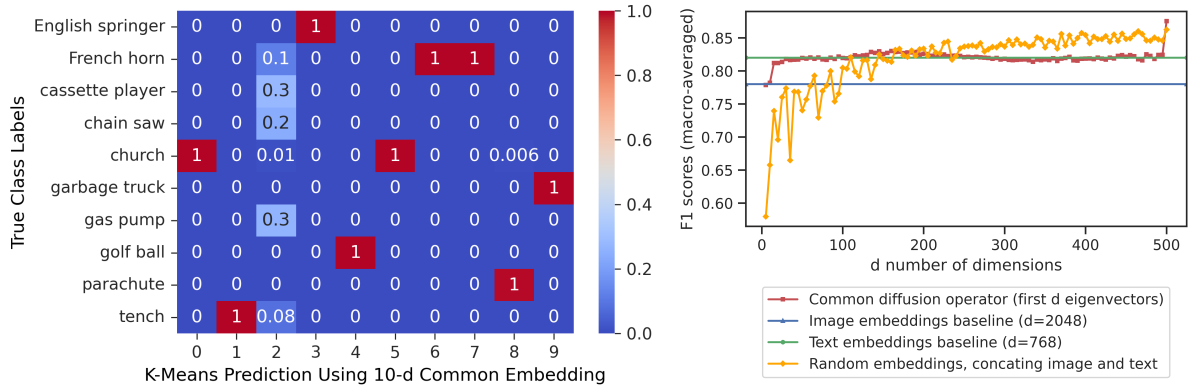 True Class Labels
English springer 0 0 0 1 0 0 0 0 0 0
French horn 0 0 0.1 0 0 0 1 1 0 0
cassette player 0 0 0.3 0 0 0 0 0 0 0
chain saw 0 0 0.2 0 0 0 0 0 0 0
church 1 0 0.01 0 0 1 0 0 0.006 0
garbage truck 0 0 0 0 0 0 0 0 0 1
gas pump 0 0 0.3 0 0 0 0 0 0 0
golf ball 0 0 0 0 1 0 0 0 0 0
parachute 0 0 0 0 0 0 0 0 1 0
tench 0 1 0.08 0 0 0 0 0 0 0
0 1 2 3 4 5 6 7 8 9
K-Means Prediction Using 10-d Common Embedding
1.0
0.8
0.6
0.4
0.2
0.0
F1 scores (macro-averaged)
0.85
0.80
0.75
0.70
0.65
0.60
0 100 200 300 400 500
d number of dimensions
Common diffusion operator (first d eigenvectors)
Image embeddings baseline (d=2048)
Text embeddings baseline (d=768)
Random embeddings, concating image and text